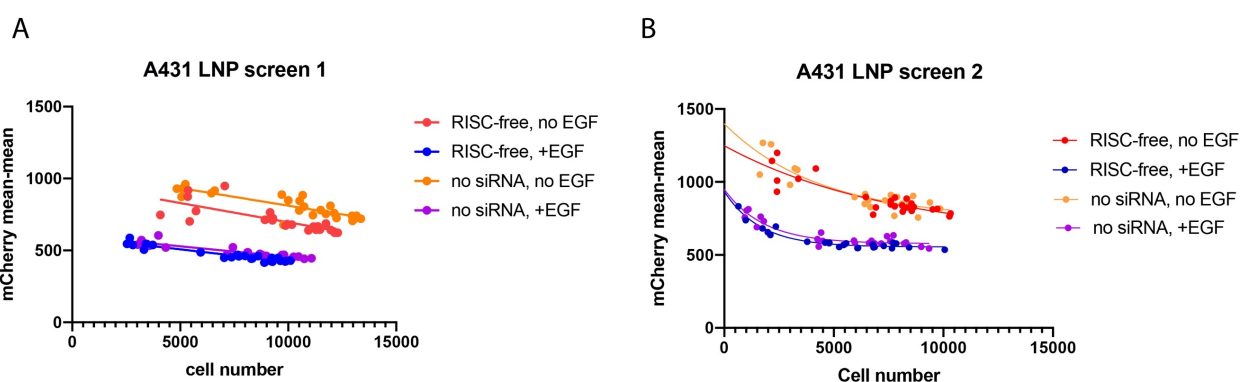 A
A431 LNP screen 1
mCherry mean-mean
1500
1000
500
0
0 5000 10000 15000
cell number
RISC-free, no EGF
RISC-free, +EGF
no siRNA, no EGF
no siRNA, +EGF
B
A431 LNP screen 2
mCherry mean-mean
1500
1000
500
0
0 5000 10000 15000
Cell number
RISC-free, no EGF
RISC-free, +EGF
no siRNA, no EGF
no siRNA, +EGF